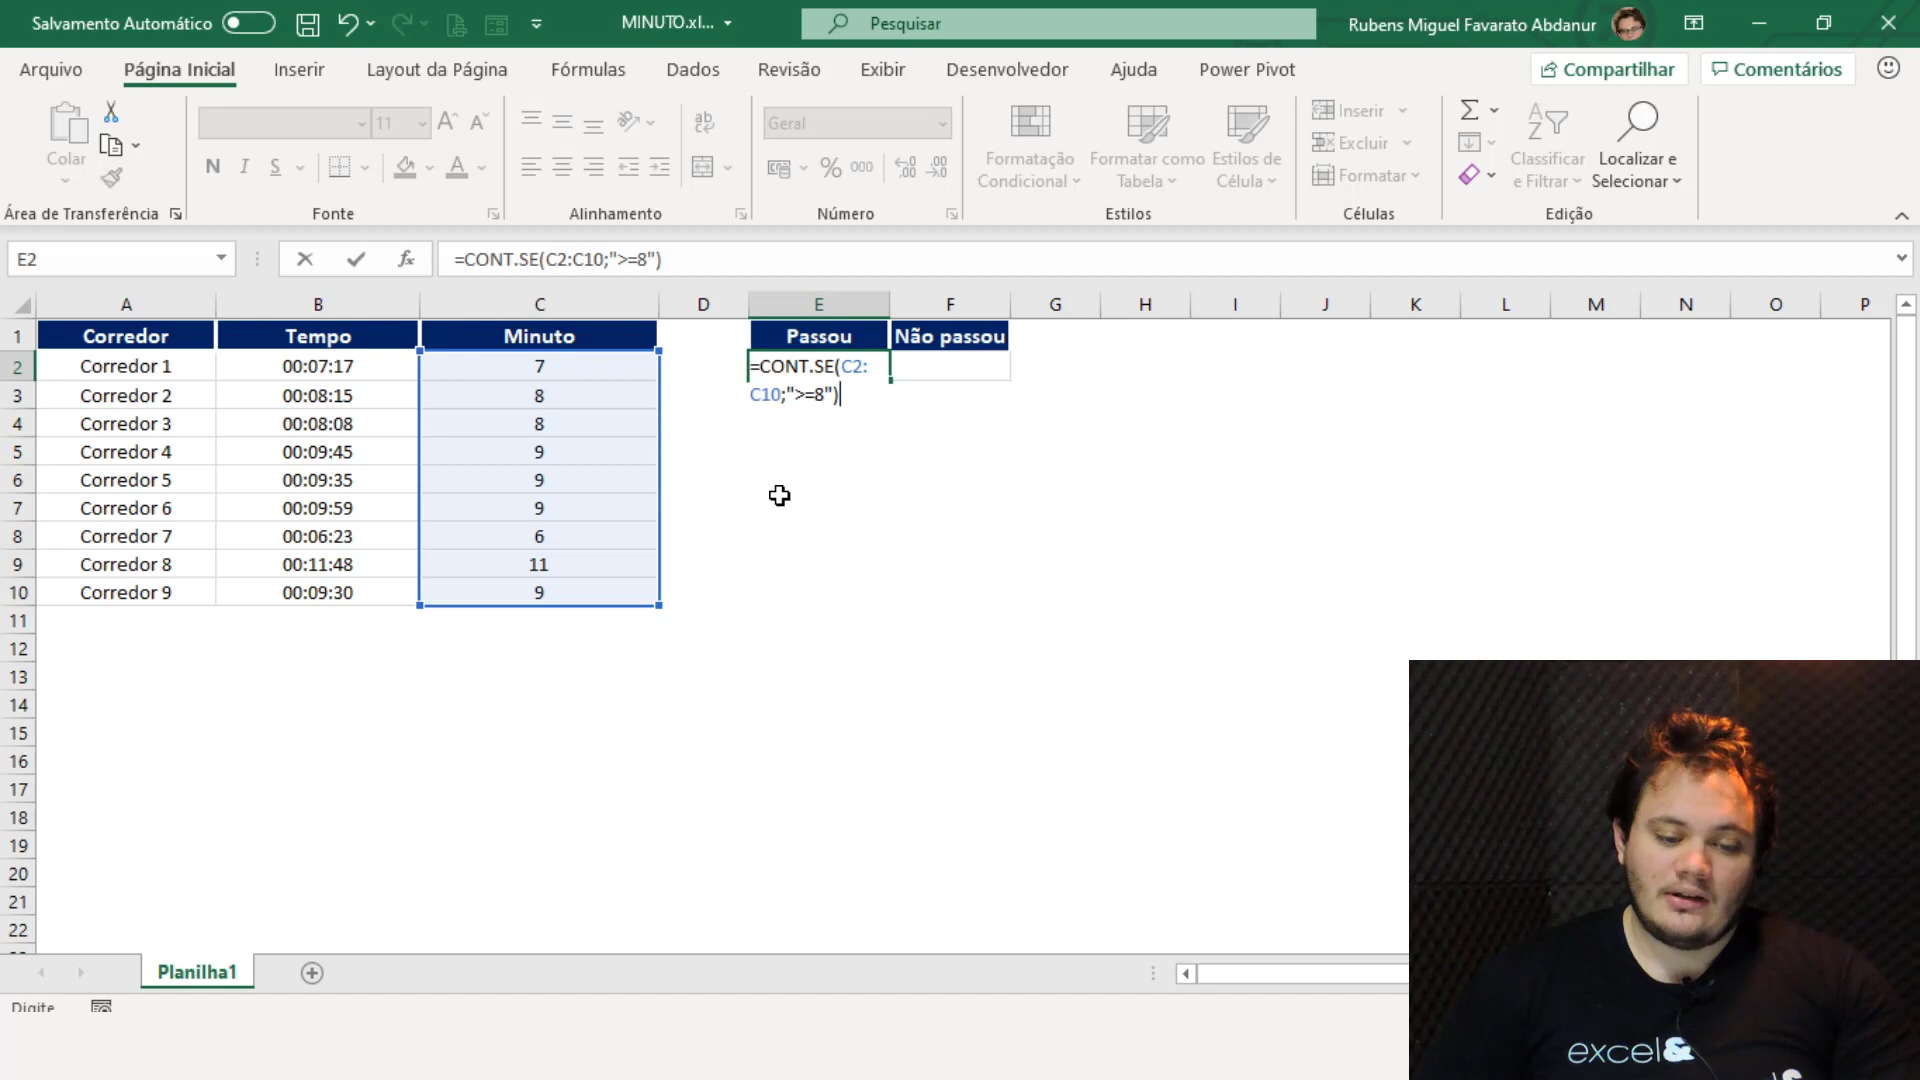 Salvamento Automático
MINUTO.xl...
Pesquisar
Rubens Miguel Favarato Abdanur
Arquivo Página Inicial Inserir Layout da Página Fórmulas Dados Revisão Exibir Desenvolvedor Ajuda Power Pivot Compartilhar Comentários
Colar
11
A A
ab
Geral
N I S
A
% 000
Formatação Condicional
Formatar como Tabela
Estilos de Célula
Inserir
Excluir
Formatar
Σ
Classificar e Filtrar
Localizar e Selecionar
Área de Transferência Fonte Alinhamento Número Estilos Células Edição
E2 fx =CONT.SE(C2:C10;">=8")
A B C D E F G H I J K L M N O P
1 Corredor Tempo Minuto Passou Não passou
2 Corredor 1 00:07:17 7 =CONT.SE(C2:
3 Corredor 2 00:08:15 8 C10;">=8")
4 Corredor 3 00:08:08 8
5 Corredor 4 00:09:45 9
6 Corredor 5 00:09:35 9
7 Corredor 6 00:09:59 9
8 Corredor 7 00:06:23 6
9 Corredor 8 00:11:48 11
10 Corredor 9 00:09:30 9
11
12
13
14
15
16
17
18
19
20
21
22
Planilha1
Digite
excel&